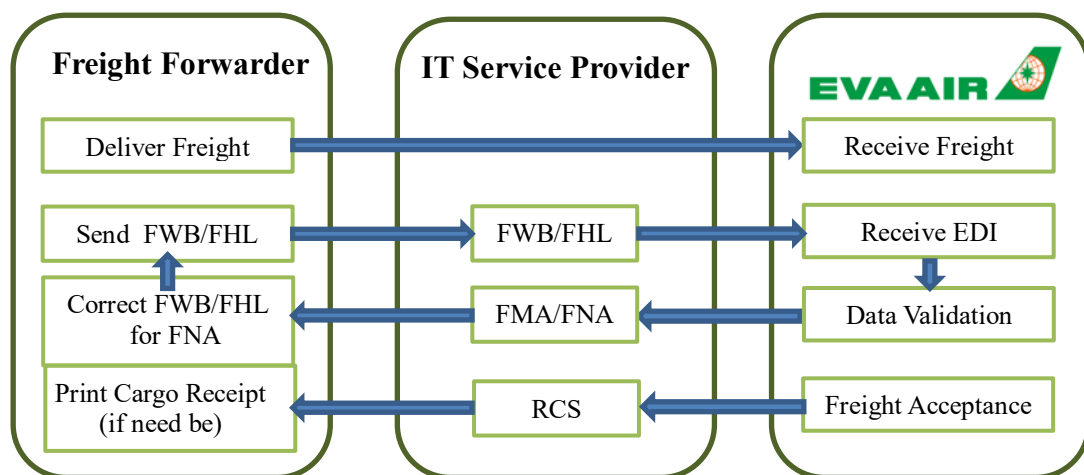 Freight Forwarder
IT Service Provider
EVA AIR
Deliver Freight
Receive Freight
Send FWB/FHL
FWB/FHL
Receive EDI
Correct FWB/FHL
for FNA
FMA/FNA
Data Validation
Print Cargo Receipt
(if need be)
RCS
Freight Acceptance